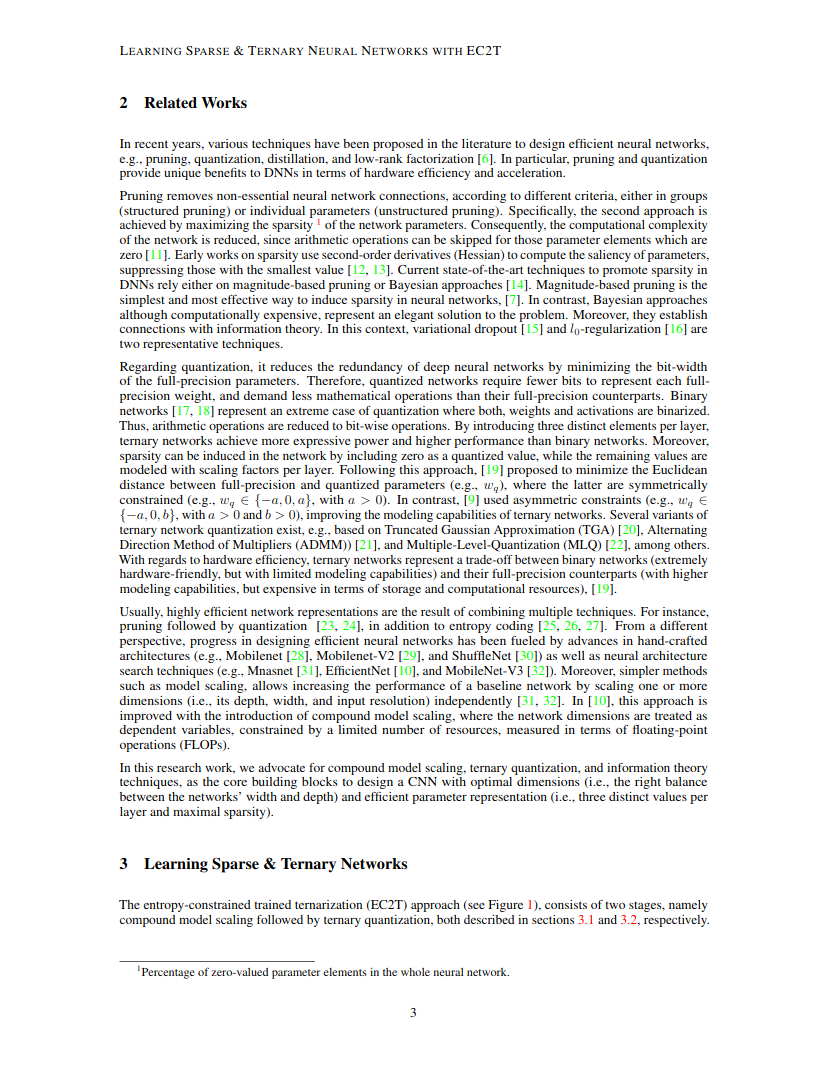 LEARNING SPARSE & TERNARY NEURAL NETWORKS WITH EC2T
2 Related Works
In recent years, various techniques have been proposed in the literature to design efficient neural networks,
e.g., pruning, quantization, distillation, and low-rank factorization [6]. In particular, pruning and quantization
provide unique benefits to DNNs in terms of hardware efficiency and acceleration.
Pruning removes non-essential neural network connections, according to different criteria, either in groups
(structured pruning) or individual parameters (unstructured pruning). Specifically, the second approach is
achieved by maximizing the sparsity 1 of the network parameters. Consequently, the computational complexity
of the network is reduced, since arithmetic operations can be skipped for those parameter elements which are
zero [11]. Early works on sparsity use second-order derivatives (Hessian) to compute the saliency of parameters,
suppressing those with the smallest value [12, 13]. Current state-of-the-art techniques to promote sparsity in
DNNs rely either on magnitude-based pruning or Bayesian approaches [14]. Magnitude-based pruning is the
simplest and most effective way to induce sparsity in neural networks, [7]. In contrast, Bayesian approaches
although computationally expensive, represent an elegant solution to the problem. Moreover, they establish
connections with information theory. In this context, variational dropout [15] and l0-regularization [16] are
two representative techniques.
Regarding quantization, it reduces the redundancy of deep neural networks by minimizing the bit-width
of the full-precision parameters. Therefore, quantized networks require fewer bits to represent each full-
precision weight, and demand less mathematical operations than their full-precision counterparts. Binary
networks [17, 18] represent an extreme case of quantization where both, weights and activations are binarized.
Thus, arithmetic operations are reduced to bit-wise operations. By introducing three distinct elements per layer,
ternary networks achieve more expressive power and higher performance than binary networks. Moreover,
sparsity can be induced in the network by including zero as a quantized value, while the remaining values are
modeled with scaling factors per layer. Following this approach, [19] proposed to minimize the Euclidean
distance between full-precision and quantized parameters (e.g., wq), where the latter are symmetrically
constrained (e.g., wq ∈ {−a, 0, a}, with a > 0). In contrast, [9] used asymmetric constraints (e.g., wq ∈
{−a, 0, b}, with a > 0 and b > 0), improving the modeling capabilities of ternary networks. Several variants of
ternary network quantization exist, e.g., based on Truncated Gaussian Approximation (TGA) [20], Alternating
Direction Method of Multipliers (ADMM)) [21], and Multiple-Level-Quantization (MLQ) [22], among others.
With regards to hardware efficiency, ternary networks represent a trade-off between binary networks (extremely
hardware-friendly, but with limited modeling capabilities) and their full-precision counterparts (with higher
modeling capabilities, but expensive in terms of storage and computational resources), [19].
Usually, highly efficient network representations are the result of combining multiple techniques. For instance,
pruning followed by quantization [23, 24], in addition to entropy coding [25, 26, 27]. From a different
perspective, progress in designing efficient neural networks has been fueled by advances in hand-crafted
architectures (e.g., Mobilenet [28], Mobilenet-V2 [29], and ShuffleNet [30]) as well as neural architecture
search techniques (e.g., Mnasnet [31], EfficientNet [10], and MobileNet-V3 [32]). Moreover, simpler methods
such as model scaling, allows increasing the performance of a baseline network by scaling one or more
dimensions (i.e., its depth, width, and input resolution) independently [31, 32]. In [10], this approach is
improved with the introduction of compound model scaling, where the network dimensions are treated as
dependent variables, constrained by a limited number of resources, measured in terms of floating-point
operations (FLOPs).
In this research work, we advocate for compound model scaling, ternary quantization, and information theory
techniques, as the core building blocks to design a CNN with optimal dimensions (i.e., the right balance
between the networks' width and depth) and efficient parameter representation (i.e., three distinct values per
layer and maximal sparsity).
3 Learning Sparse & Ternary Networks
The entropy-constrained trained ternarization (EC2T) approach (see Figure 1), consists of two stages, namely
compound model scaling followed by ternary quantization, both described in sections 3.1 and 3.2, respectively.
1Percentage of zero-valued parameter elements in the whole neural network.
3